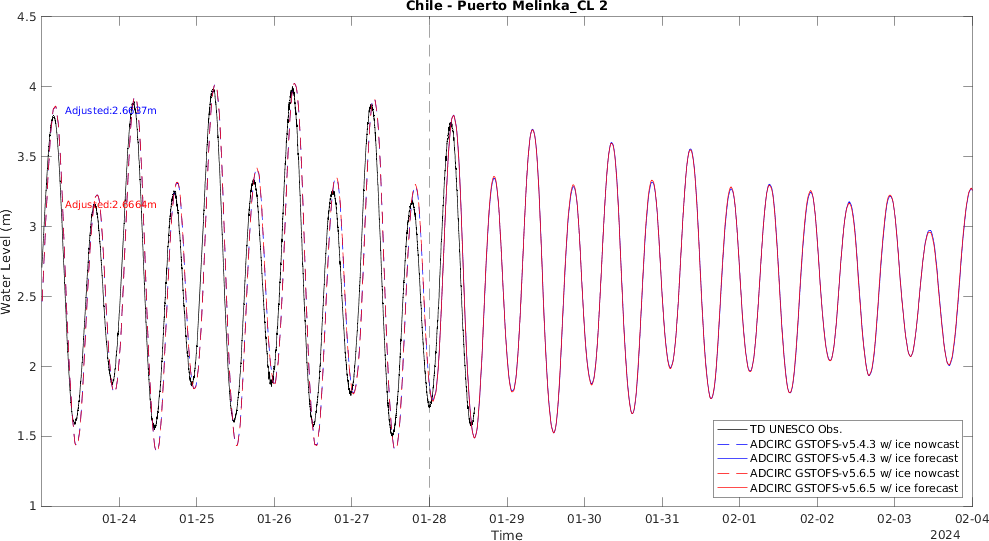 Chile - Puerto Melinka_CL 2
4.5
4
3.5
3
2.5
2
1.5
1
Water Level (m)
Adjusted:2.6637m
Adjusted:2.6664m
TD UNESCO Obs.
ADCIRC GSTOFS-v5.4.3 w/ ice nowcast
ADCIRC GSTOFS-v5.4.3 w/ ice forecast
ADCIRC GSTOFS-v5.6.5 w/ ice nowcast
ADCIRC GSTOFS-v5.6.5 w/ ice forecast
01-24 01-25 01-26 01-27 01-28 01-29 01-30 01-31 02-01 02-02 02-03 02-04
Time
2024